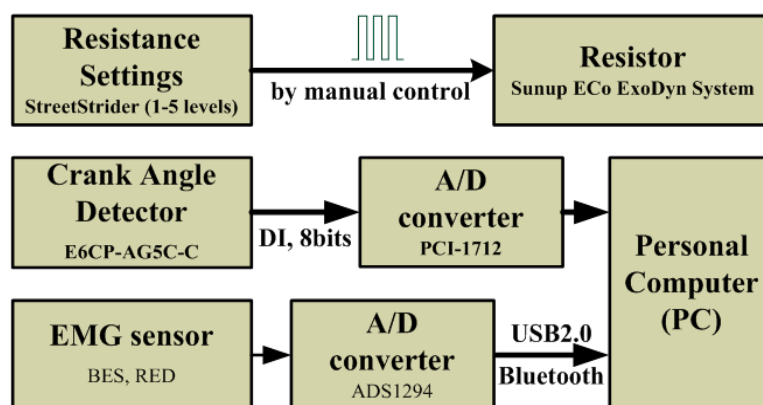 Resistance
Settings
StreetStrider (1-5 levels)
by manual control
Resistor
Sunup ECo ExoDyn System
Crank Angle
Detector
E6CP-AG5C-C
DI, 8bits
A/D
converter
PCI-1712
Personal
Computer
(PC)
EMG sensor
BES, RED
A/D
converter
ADS1294
USB2.0
Bluetooth